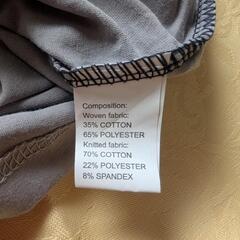 Composition:
Woven fabric:
35% COTTON
65% POLYESTER
Knitted fabric:
70% COTTON
22% POLYESTER
8% SPANDEX